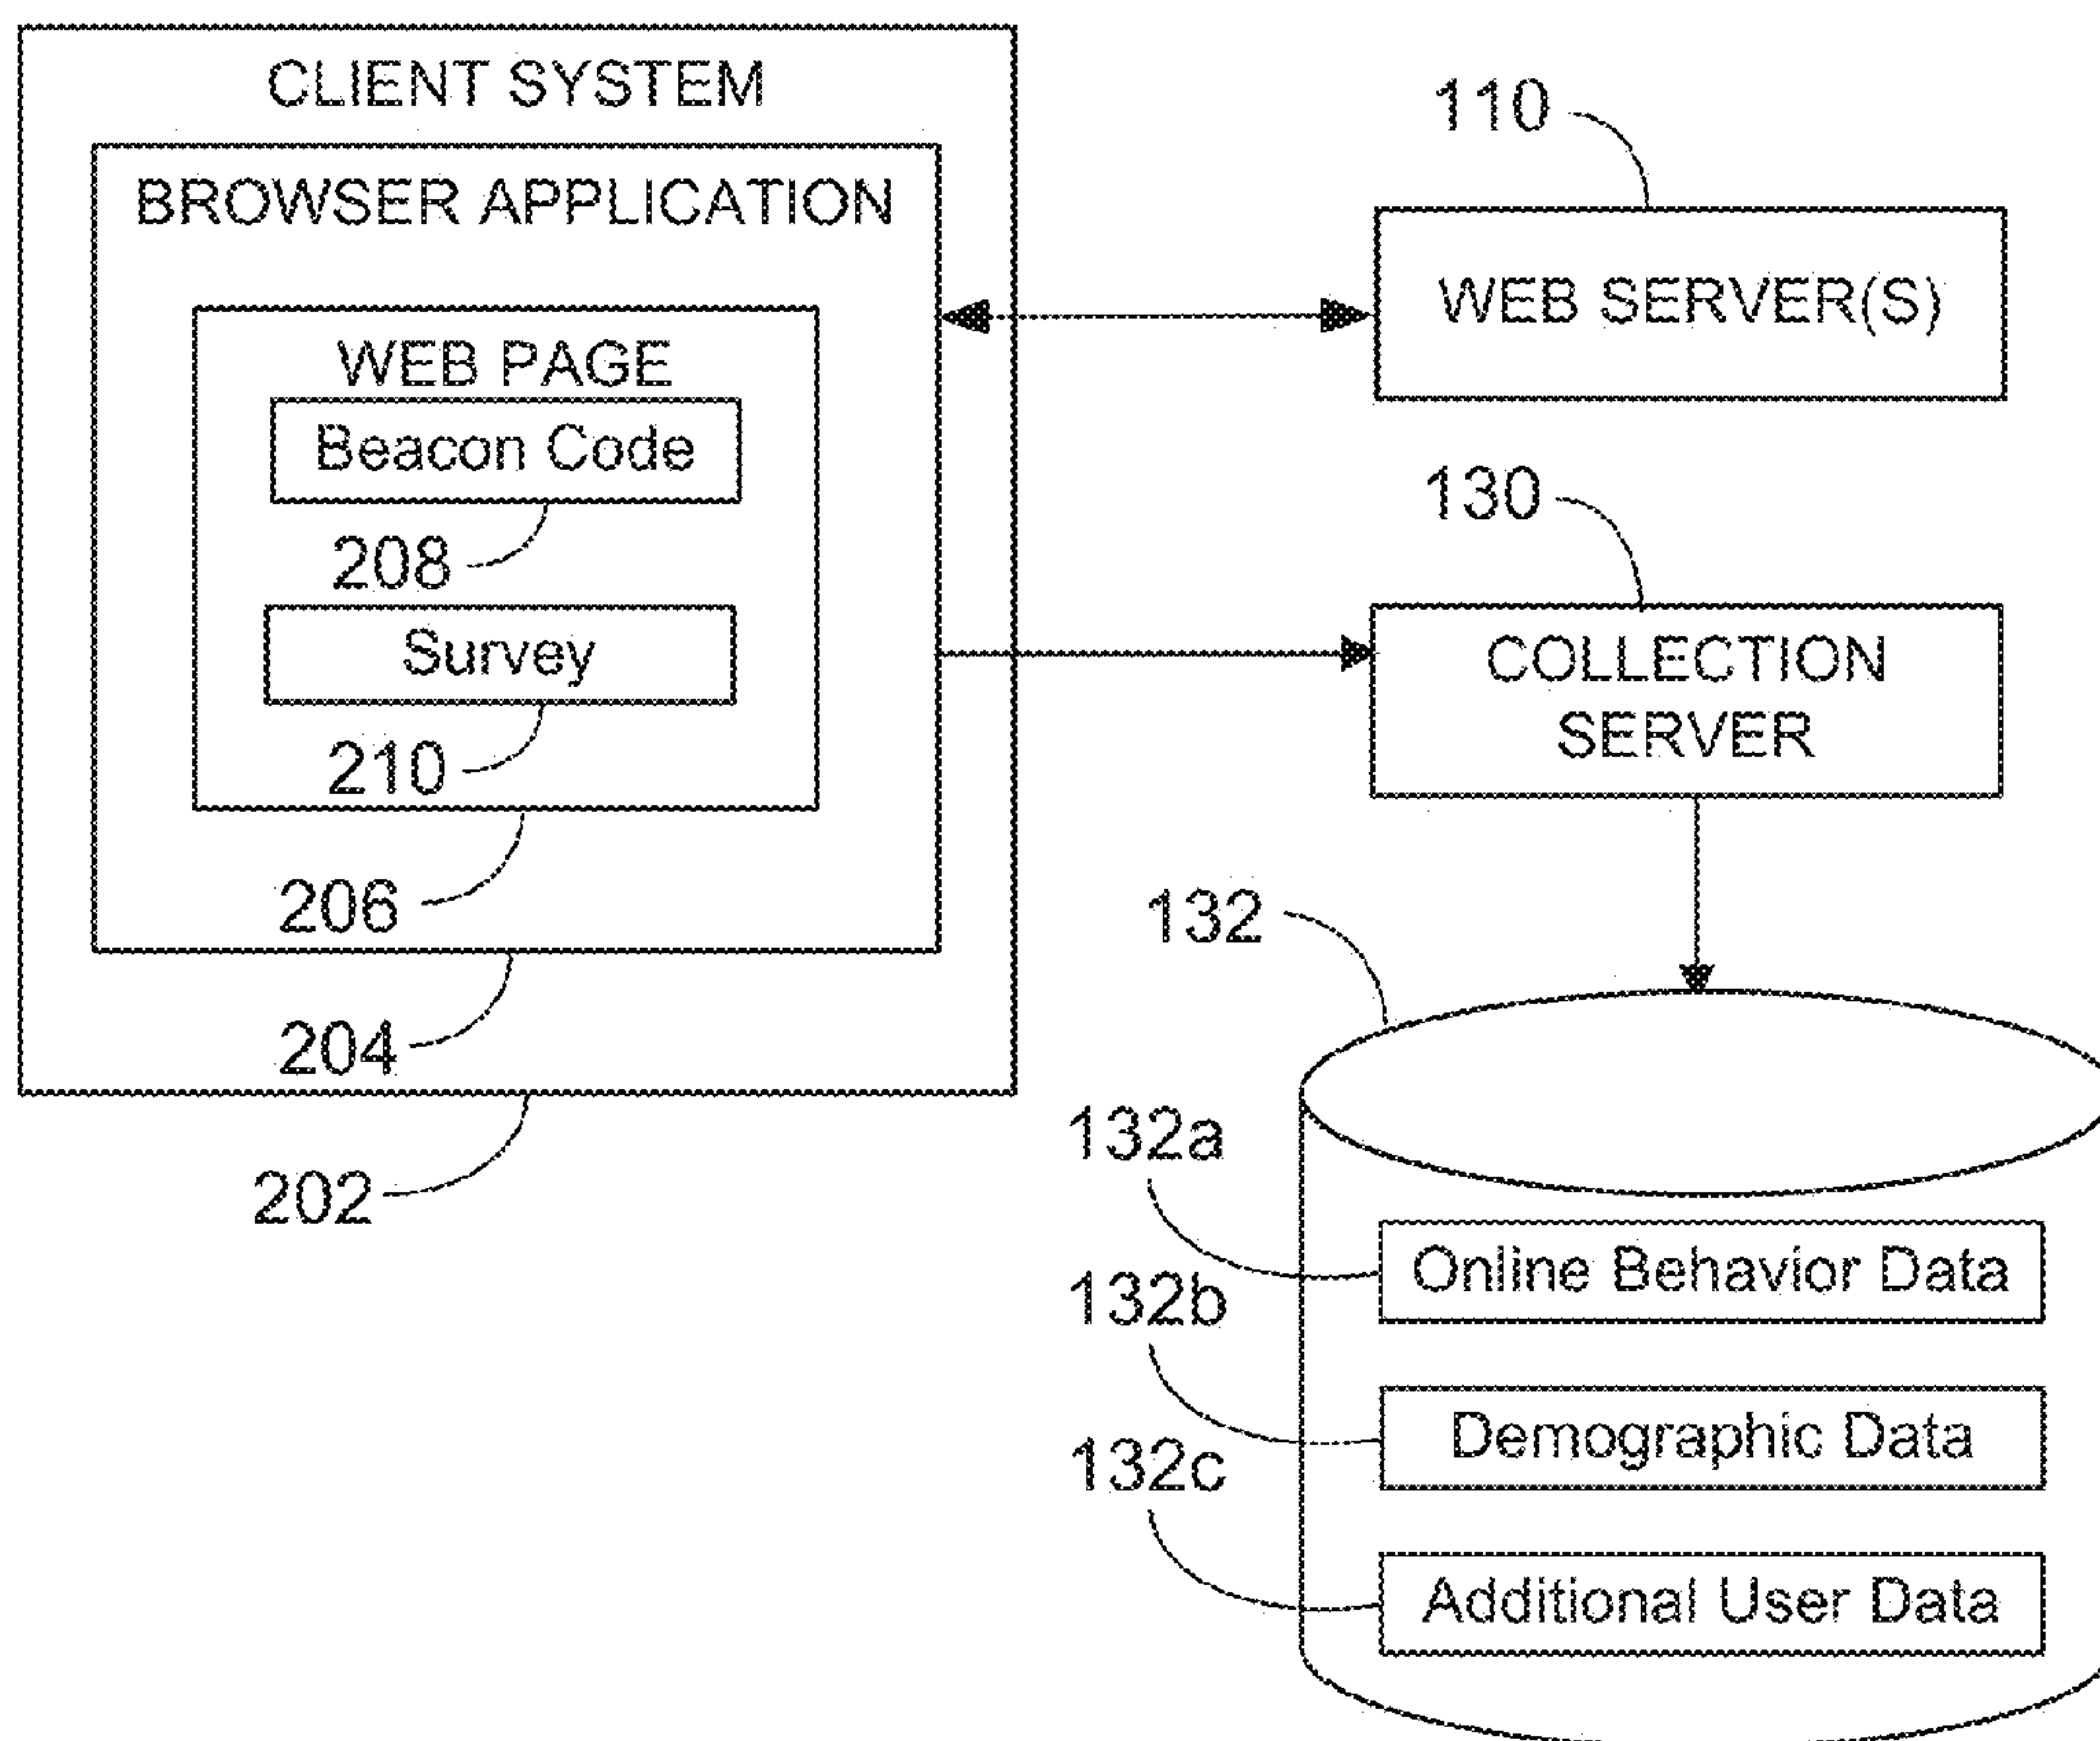 CLIENT SYSTEM
BROWSER APPLICATION
WEB PAGE
Beacon Code
208
Survey
210
206
204
202
110
WEB SERVER(S)
130
COLLECTION
SERVER
132
132a
Online Behavior Data
132b
Demographic Data
132c
Additional User Data